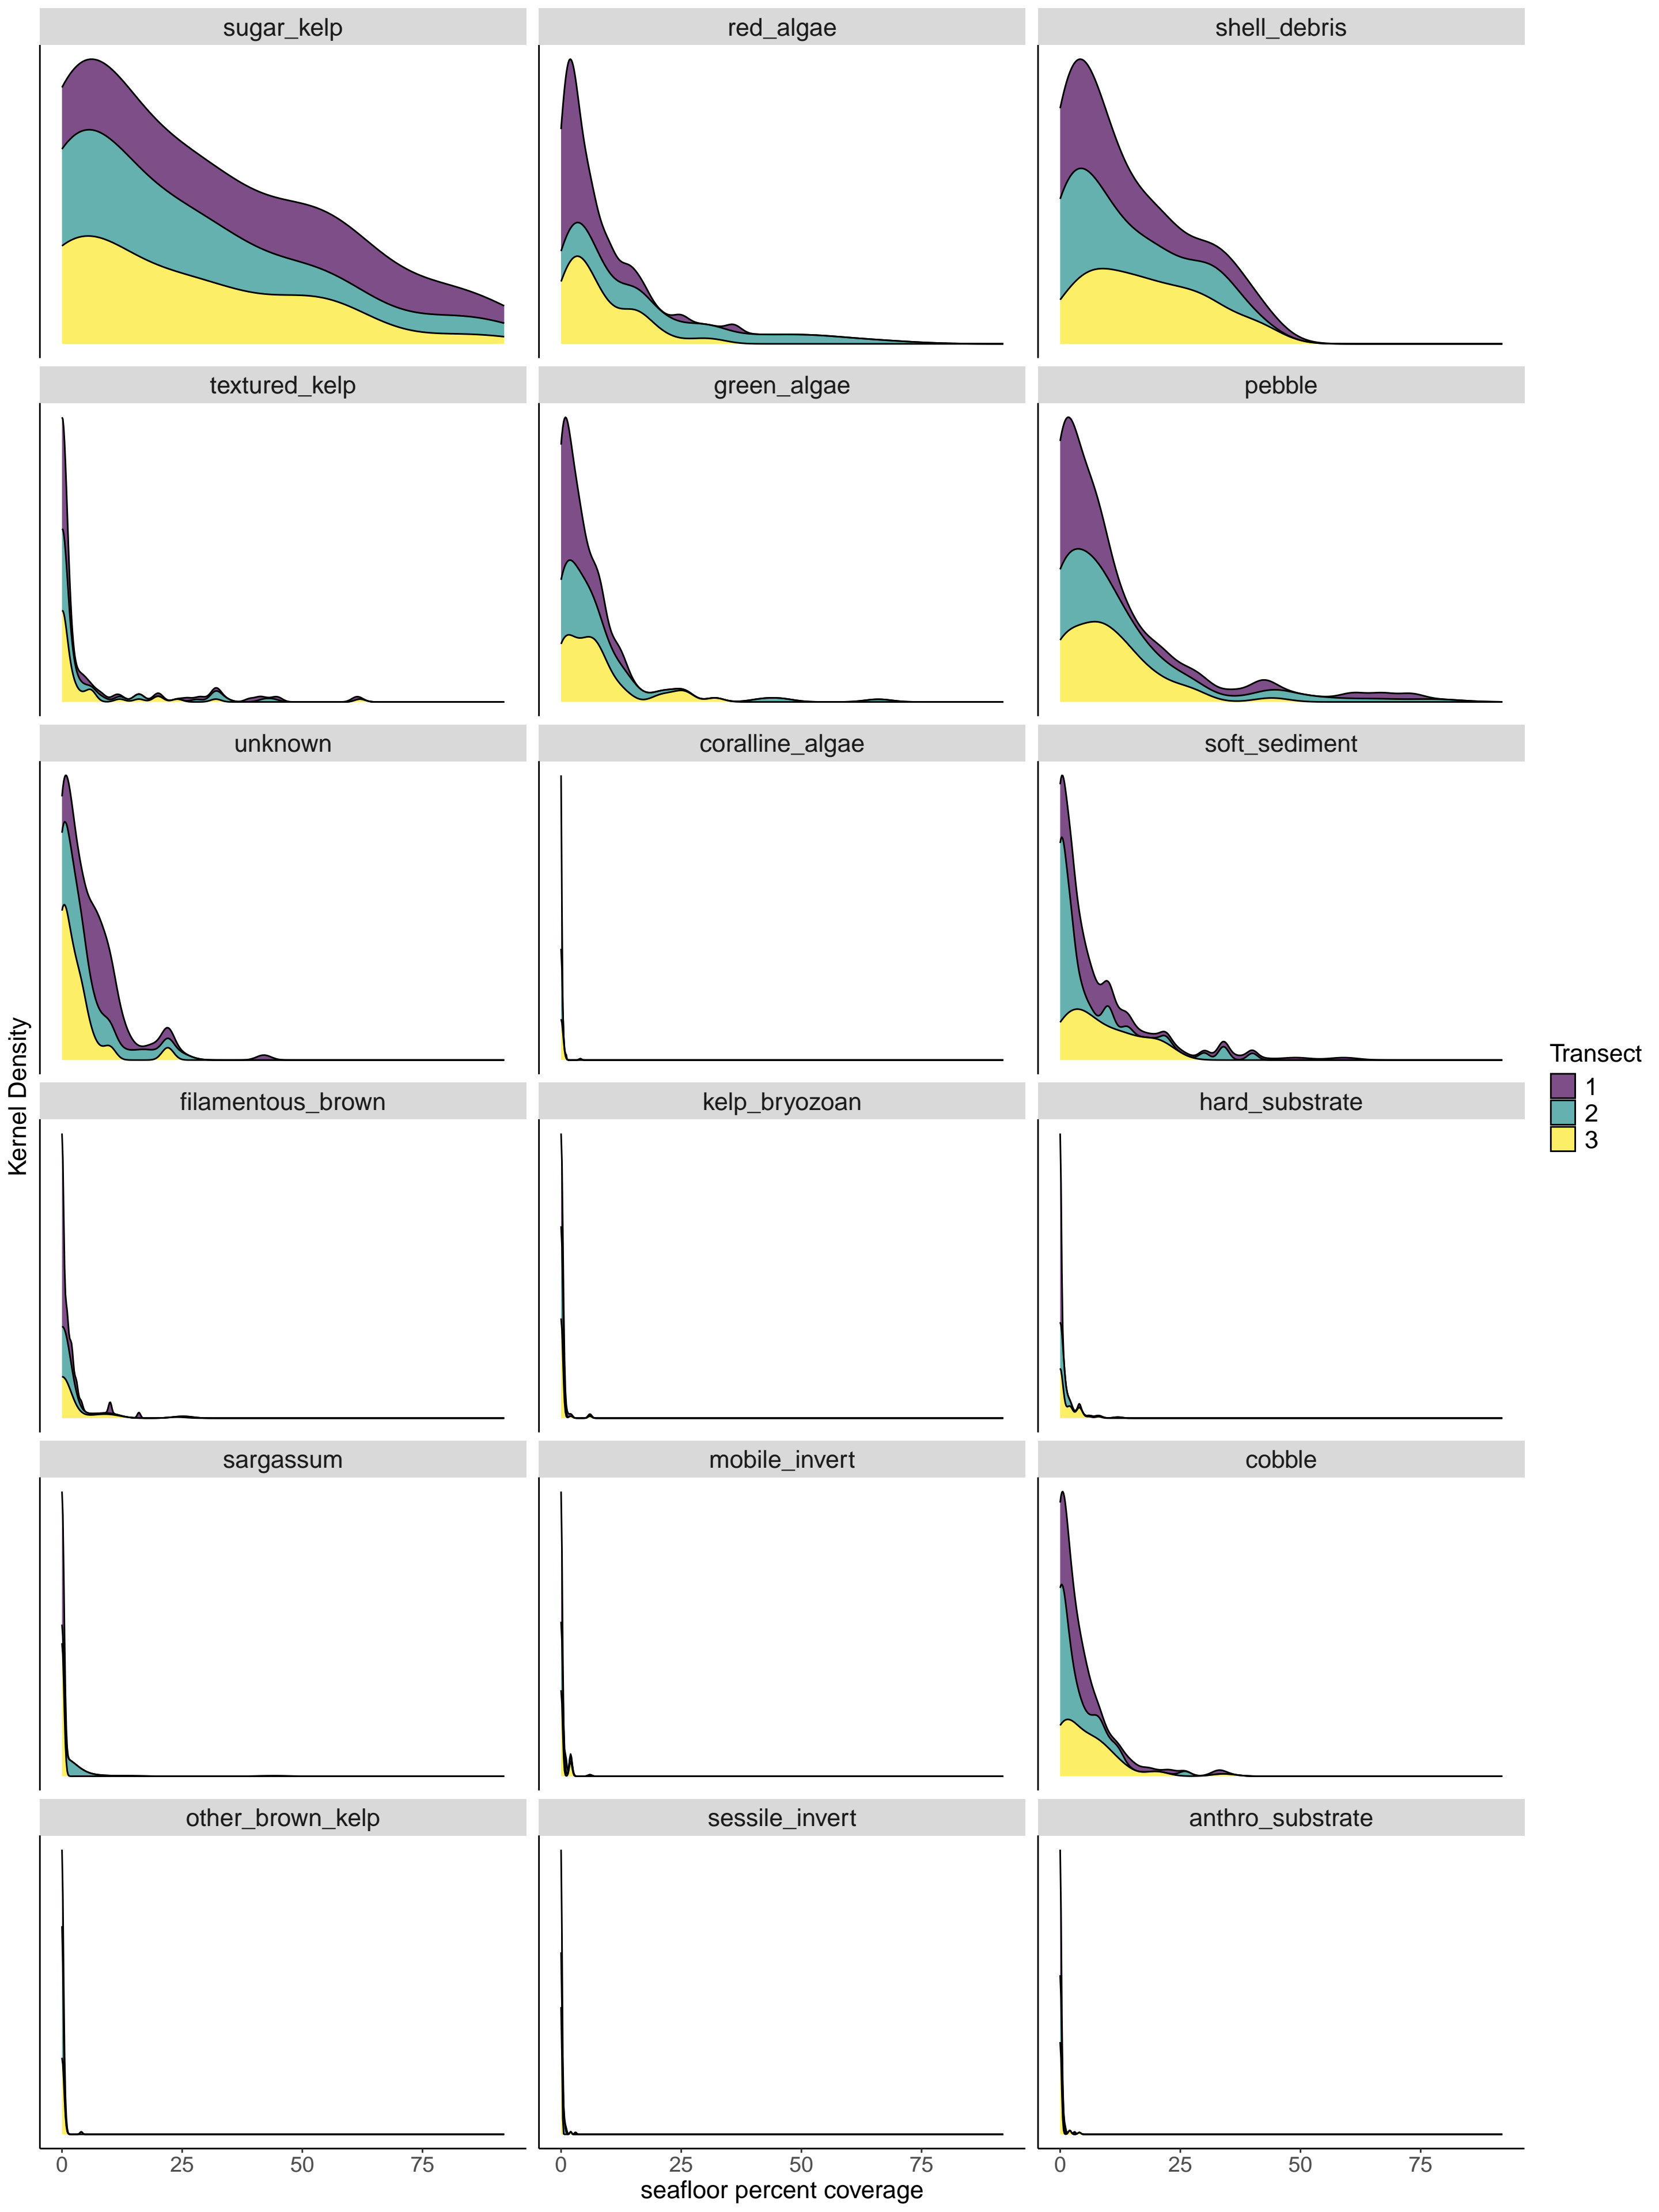 sugar_kelp
red_algae
shell_debris
textured_kelp
green_algae
pebble
unknown
coralline_algae
soft_sediment
filamentous_brown
kelp_bryozoan
hard_substrate
sargassum
mobile_invert
cobble
other_brown_kelp
sessile_invert
anthro_substrate
Kernel Density
0 25 50 75
0 25 50 75
0 25 50 75
seafloor percent coverage
Transect
1
2
3